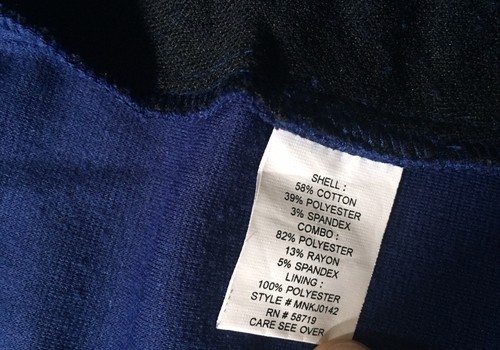 SHELL :
58% COTTON
39% POLYESTER
3% SPANDEX
COMBO :
82% POLYESTER
13% RAYON
5% SPANDEX
LINING :
100% POLYESTER
STYLE # MNKJ0142
RN # 58719
CARE SEE OVER